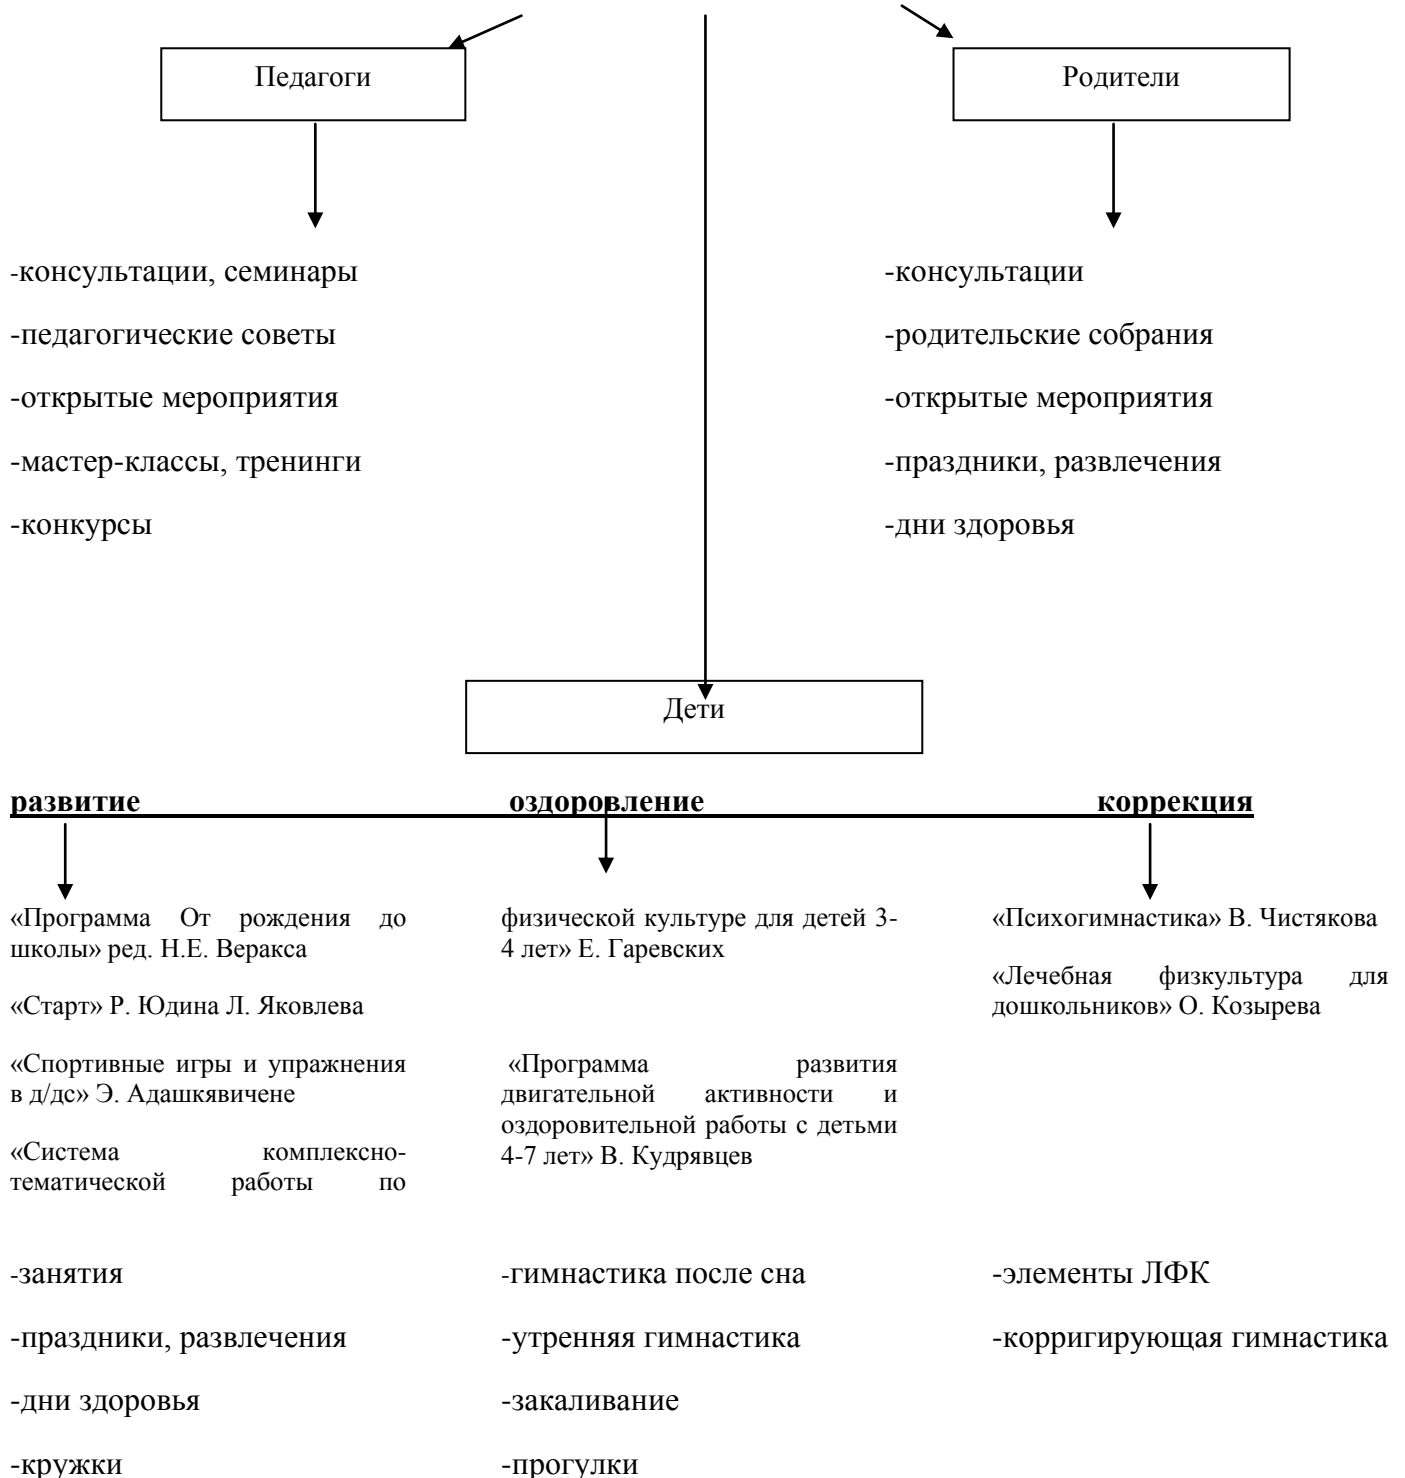 Педагоги
Родители
-консультации, семинары
-педагогические советы
-открытые мероприятия
-мастер-классы, тренинги
-конкурсы
-консультации
-родительские собрания
-открытые мероприятия
-праздники, развлечения
-дни здоровья
Дети
развитие оздоровление коррекция
«Программа От рождения до
школы» ред. Н.Е. Веракса
«Старт» Р. Юдина Л. Яковлева
«Спортивные игры и упражнения
в д/дс» Э. Адашкявичене
«Система комплексно-
тематической работы по
физической культуре для детей 3-
4 лет» Е. Гаревских
«Программа развития
двигательной активности и
оздоровительной работы с детьми
4-7 лет» В. Кудрявцев
«Психогимнастика» В. Чистякова
«Лечебная физкультура для
дошкольников» О. Козырева
-занятия
-праздники, развлечения
-дни здоровья
-кружки
-гимнастика после сна
-утренняя гимнастика
-закаливание
-прогулки
-элементы ЛФК
-корригирующая гимнастика